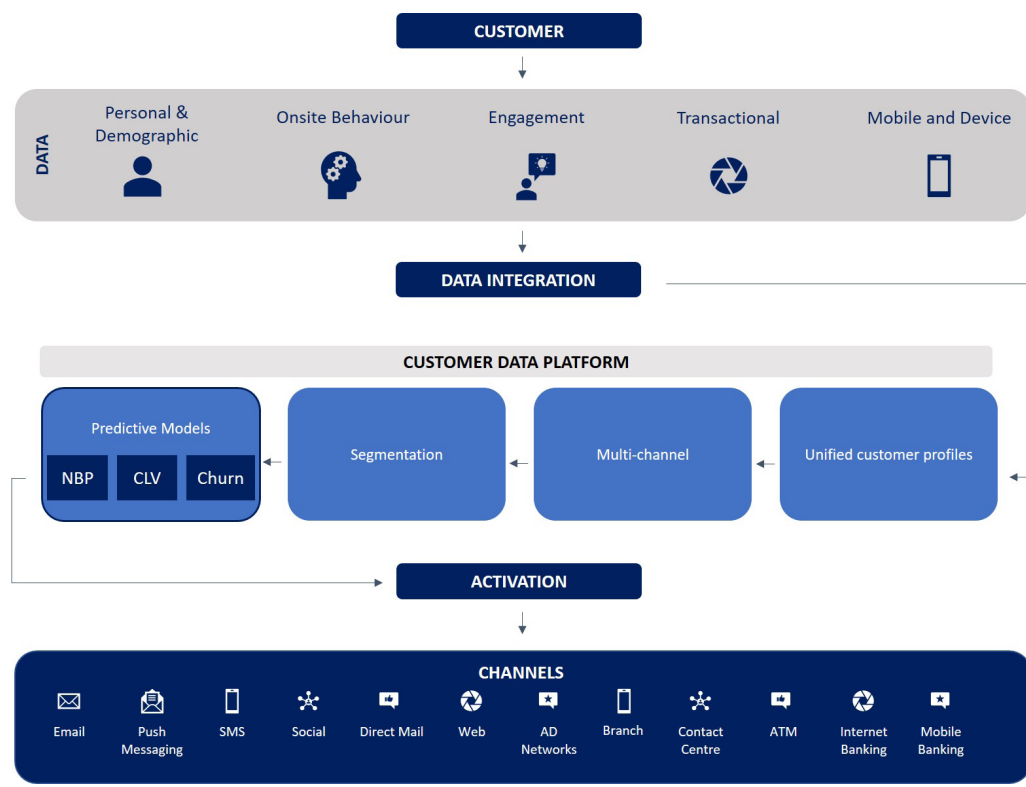 CUSTOMER
DATA
Personal &
Demographic
Onsite Behaviour
Engagement
Transactional
Mobile and Device
DATA INTEGRATION
CUSTOMER DATA PLATFORM
Predictive Models
NBP
CLV
Churn
Segmentation
Multi-channel
Unified customer profiles
ACTIVATION
CHANNELS
Email
Push
Messaging
SMS
Social
Direct Mail
Web
AD
Networks
Branch
Contact
Centre
ATM
Internet
Banking
Mobile
Banking